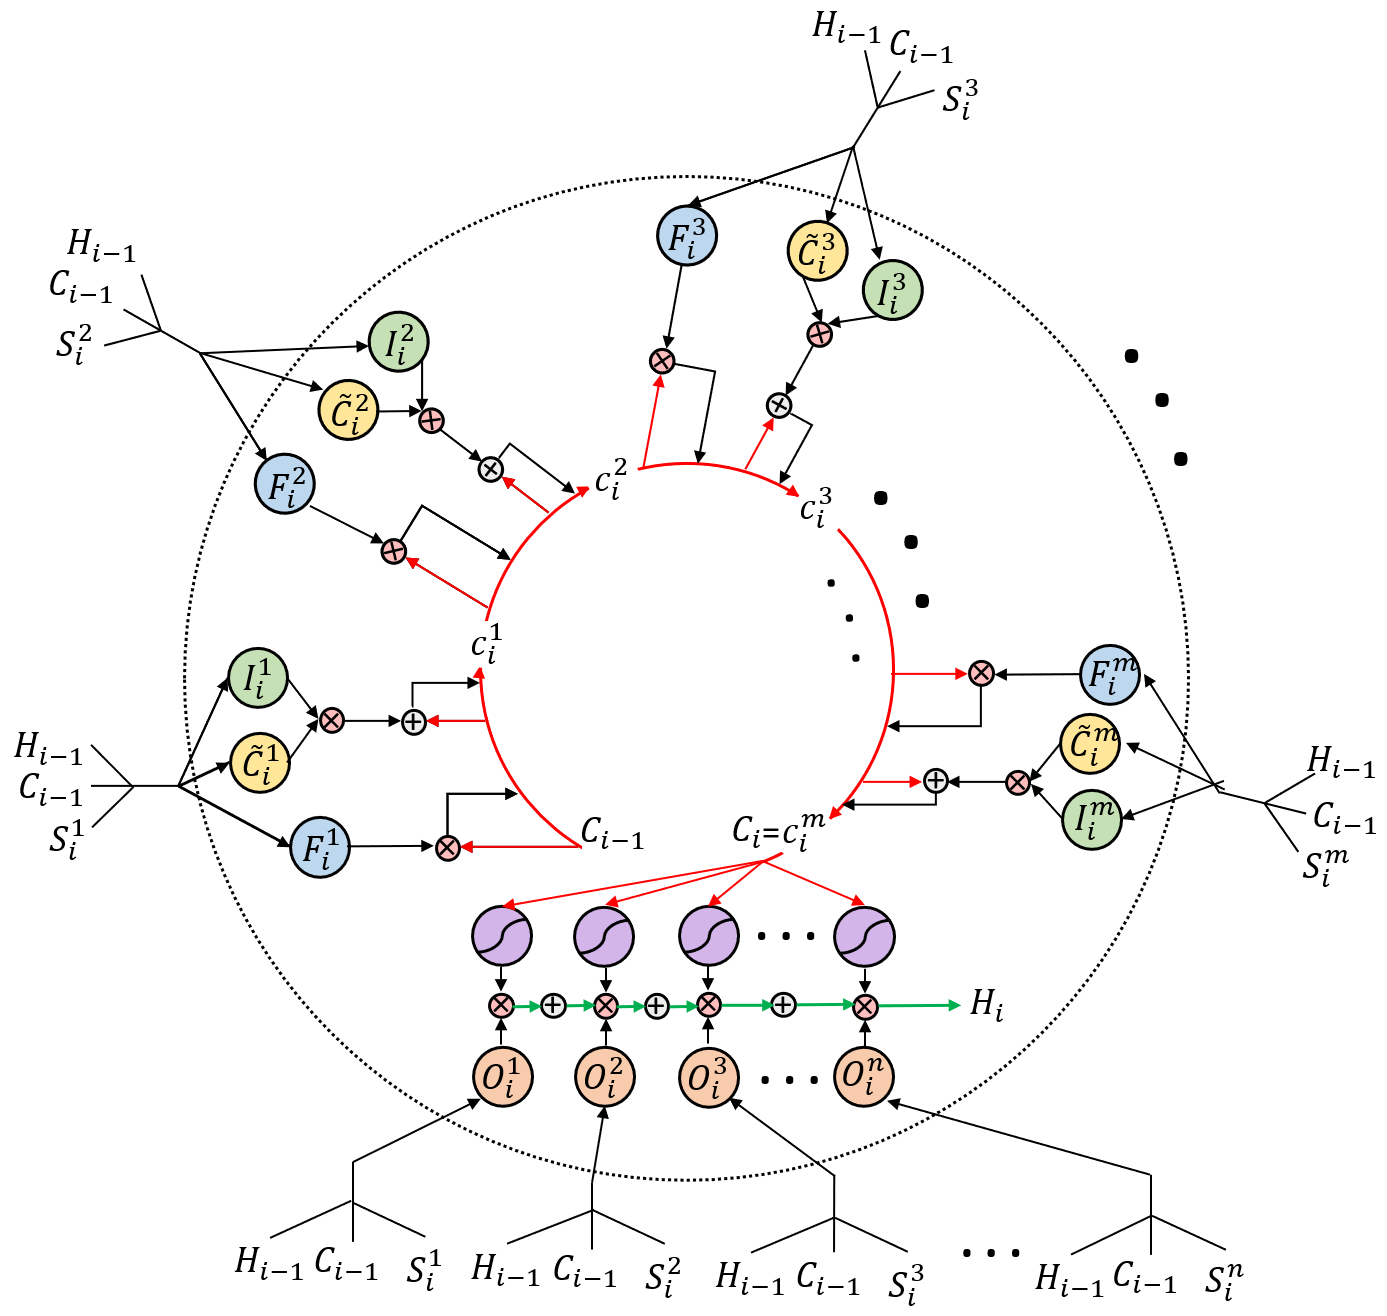 H_{i-1} C_{i-1}
S_i^3
F_i^3
C̃_i^3
I_i^3
H_{i-1}
C_{i-1}
S_i^2
I_i^2
C̃_i^2
F_i^2
c_i^2
c_i^3
c_i^1
I_i^1
C̃_i^1
F_i^1
H_{i-1}
C_{i-1}
S_i^1
F_i^m
C̃_i^m
I_i^m
H_{i-1}
C_{i-1}
S_i^m
C_{i-1}
C_i=c_i^m
H_i
O_i^1 O_i^2 O_i^3 ... O_i^n
H_{i-1} C_{i-1} S_i^1 H_{i-1} C_{i-1} S_i^2 H_{i-1} C_{i-1} S_i^3 ... H_{i-1} C_{i-1} S_i^n